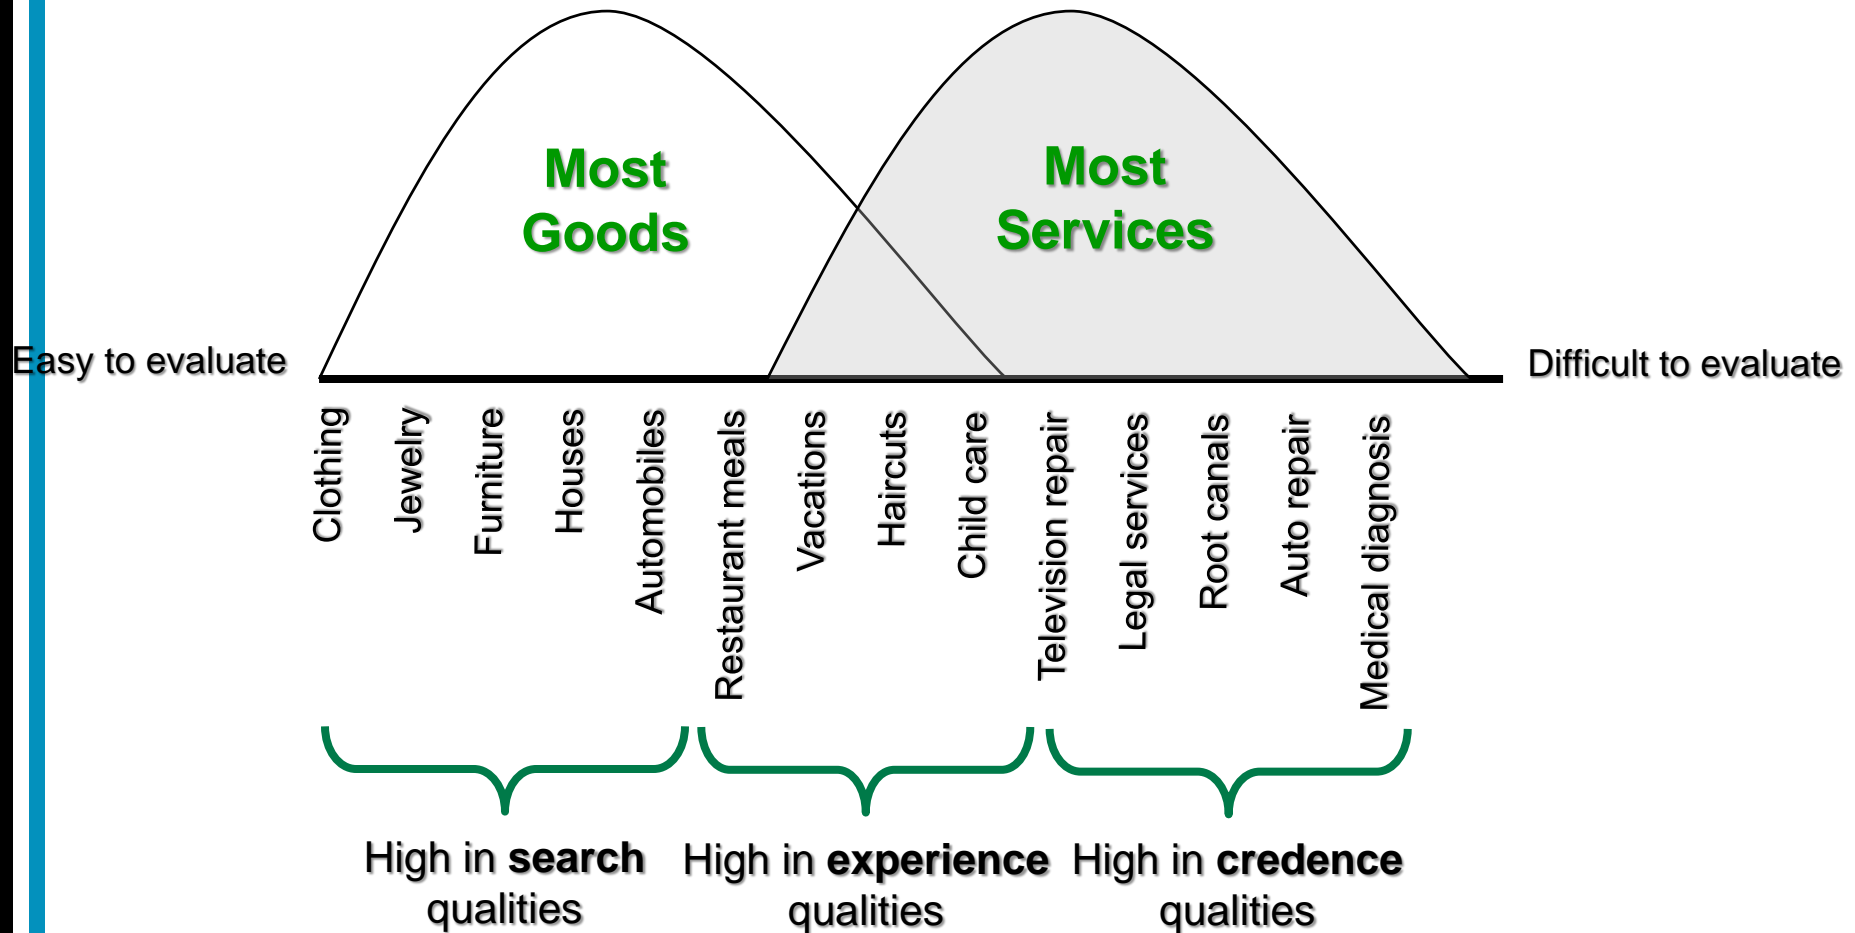 Most
Goods
Most
Services
Easy to evaluate
Difficult to evaluate
Clothing
Jewelry
Furniture
Houses
Automobiles
Restaurant meals
Vacations
Haircuts
Child care
Television repair
Legal services
Root canals
Auto repair
Medical diagnosis
High in search
qualities
High in experience
qualities
High in credence
qualities